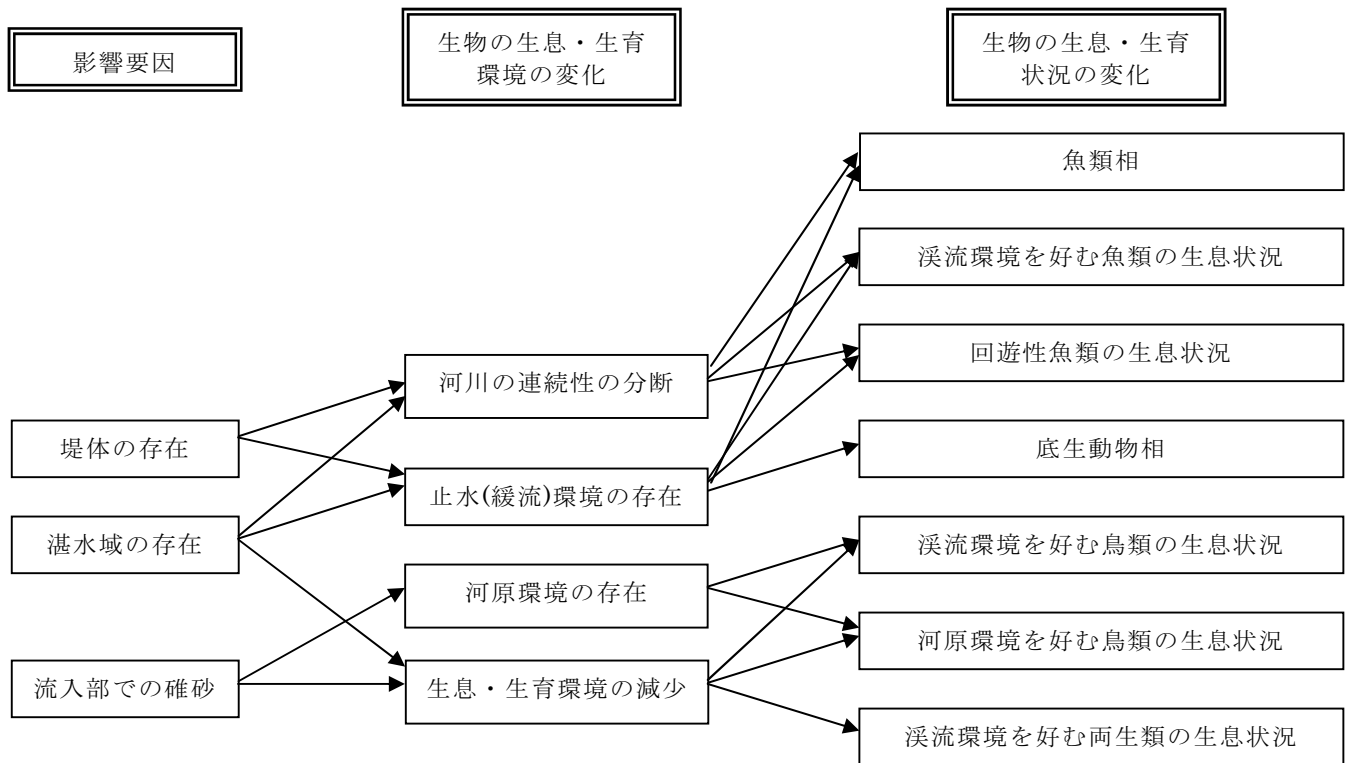 影響要因
生物の生息・生育
環境の変化
生物の生息・生育
状況の変化
魚類相
渓流環境を好む魚類の生息状況
河川の連続性の分断
回遊性魚類の生息状況
堤体の存在
底生動物相
止水(緩流)環境の存在
湛水域の存在
渓流環境を好む鳥類の生息状況
河原環境の存在
河原環境を好む鳥類の生息状況
流入部での確砂
生息・生育環境の減少
渓流環境を好む両生類の生息状況